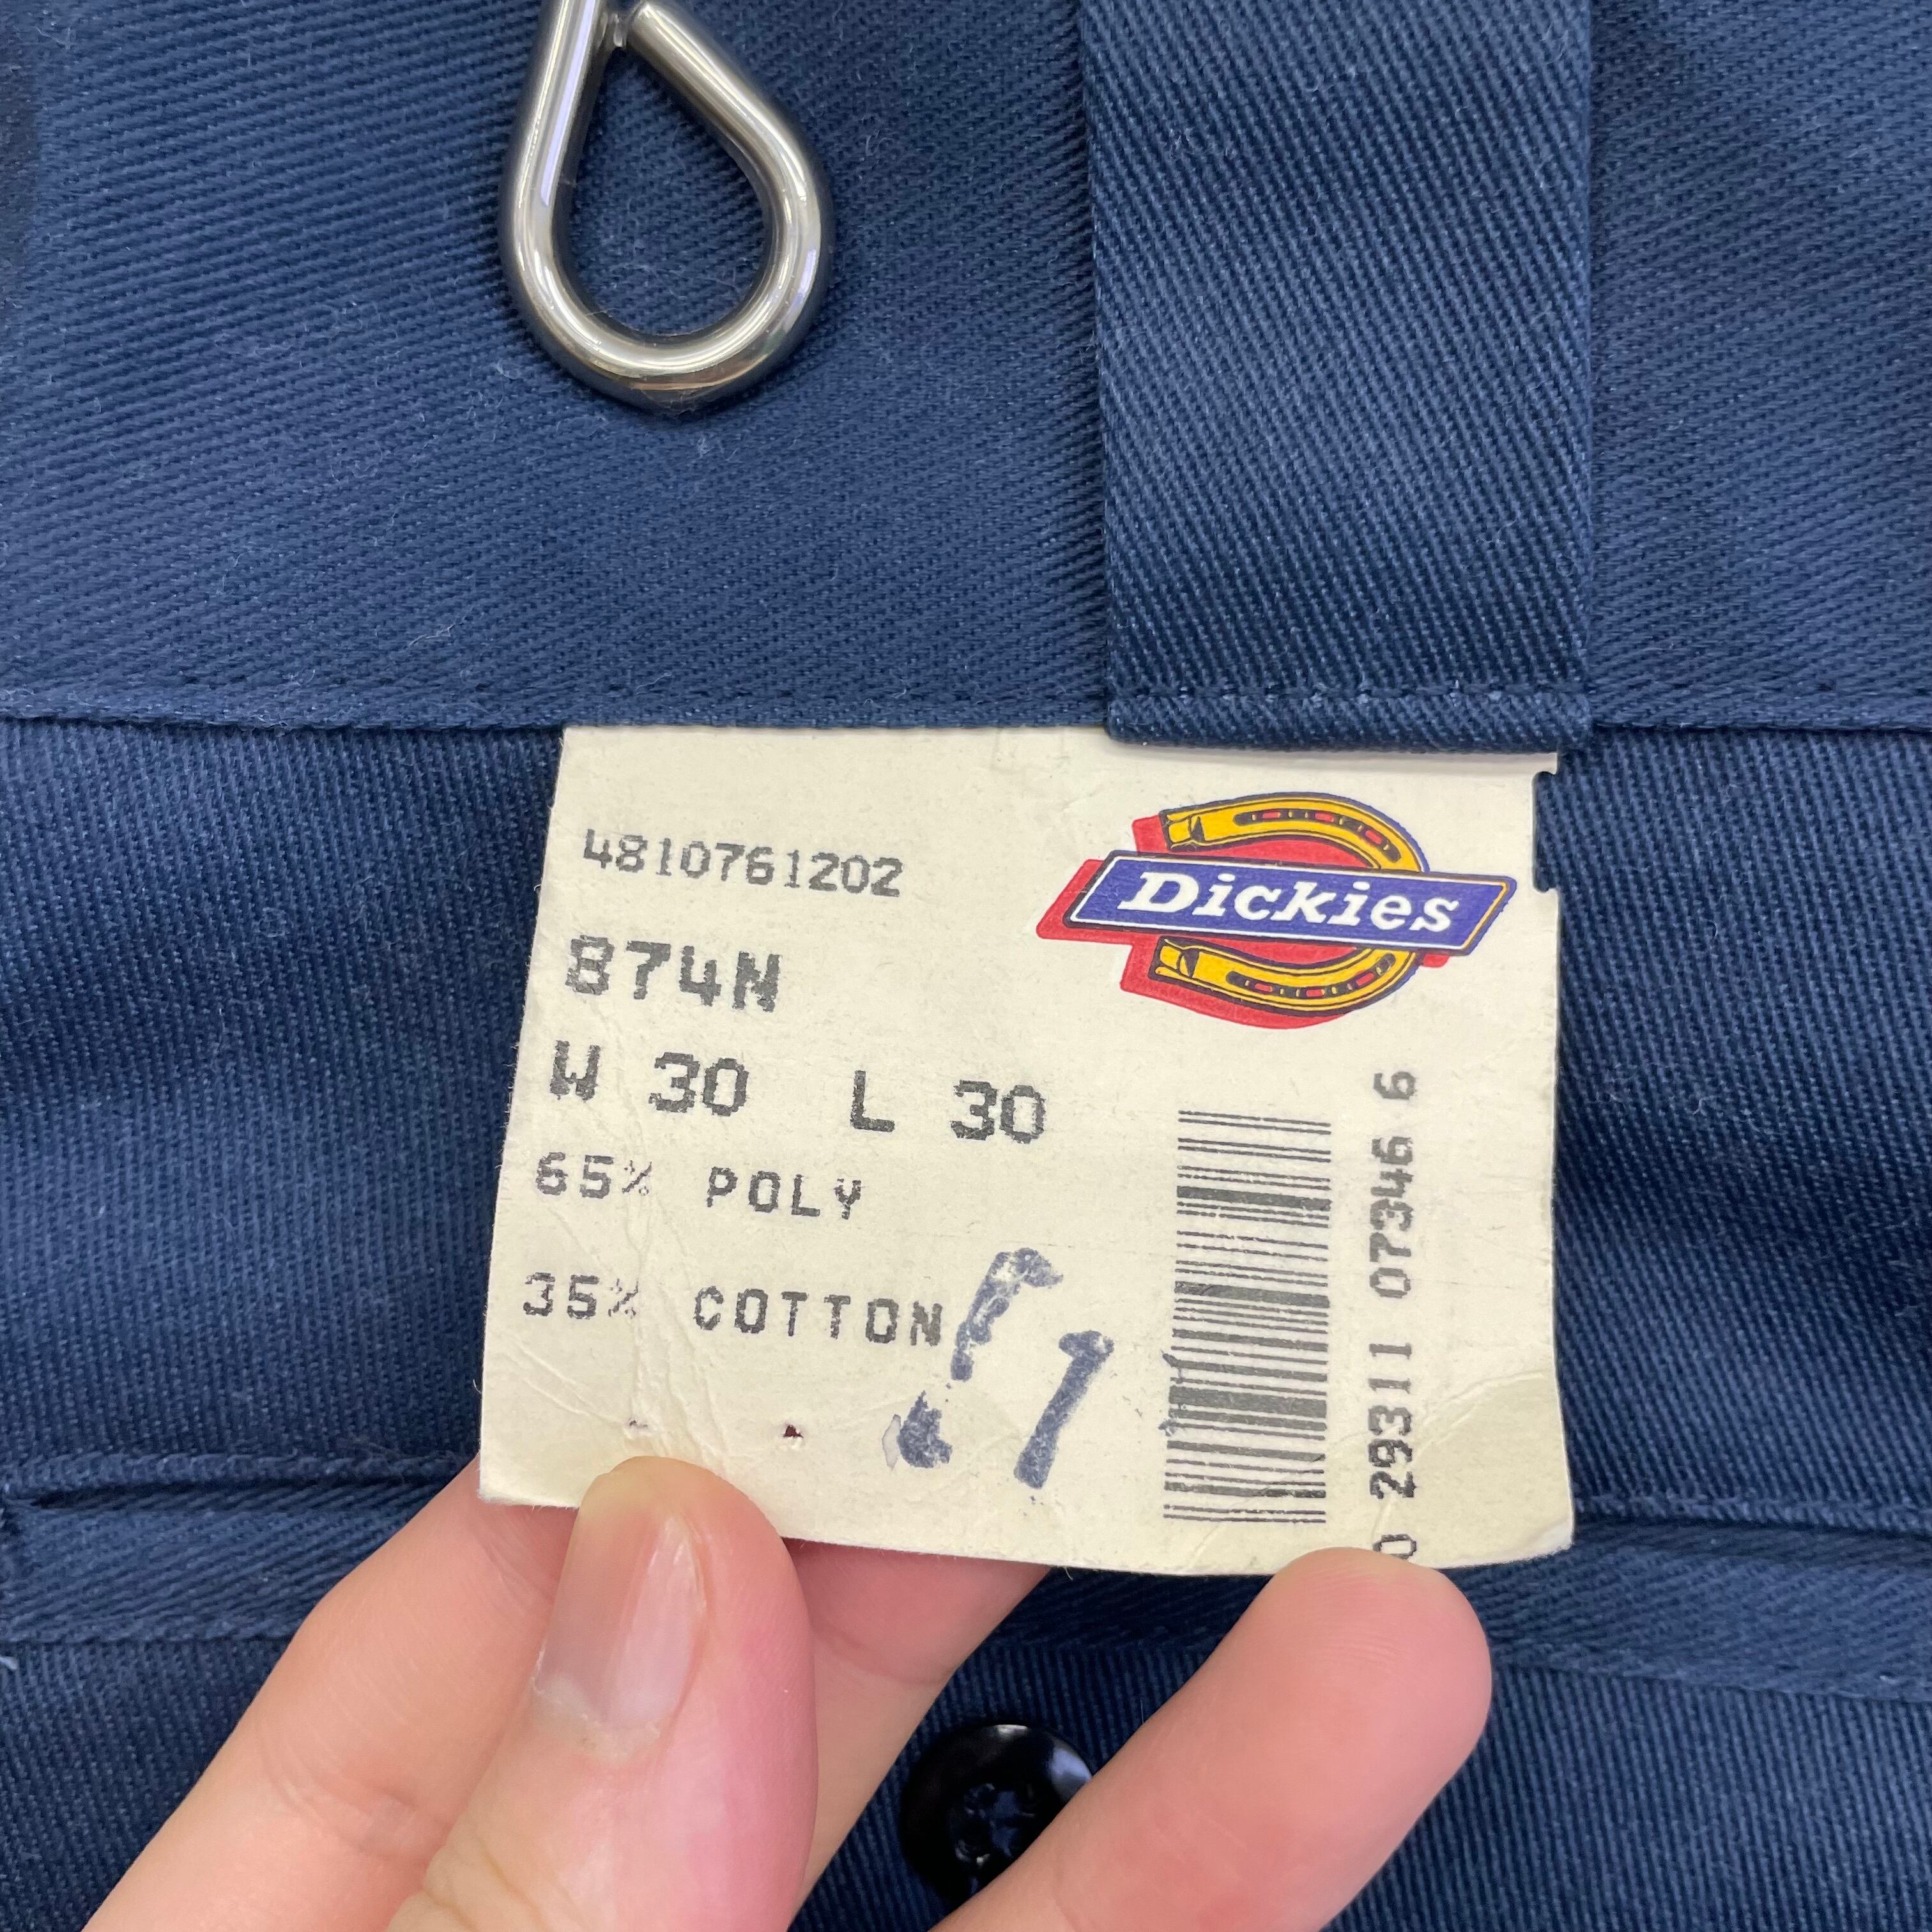 4810761202
Dickies
874N
W 30 L 30
65% POLY
35% COTTON
0 29311 07346 6